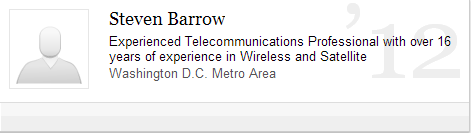 Steven Barrow
Experienced Telecommunications Professional with over 16
years of experience in Wireless and Satellite
Washington D.C. Metro Area
’12